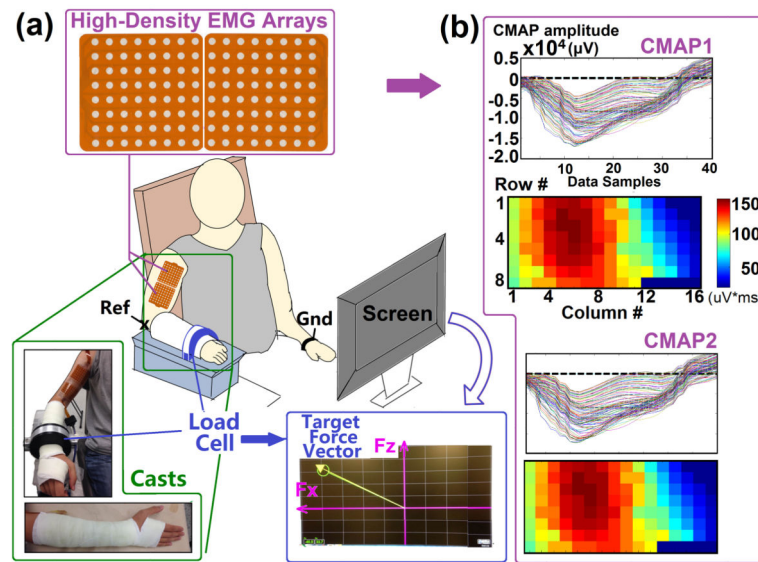 (a)
High-Density EMG Arrays
Ref
x
Gnd
Screen
Load
Cell
Casts
Target
Force
Vector
Fz
Fx
(b)
CMAP amplitude
x10⁴(μV)
CMAP1
0.5
0
-0.5
-1.0
-1.5
-2.0
10 20 30 40
Data Samples
Row #
1
4
8
1 4 8 12 16
Column #
150
100
50
(uV*ms)
CMAP2